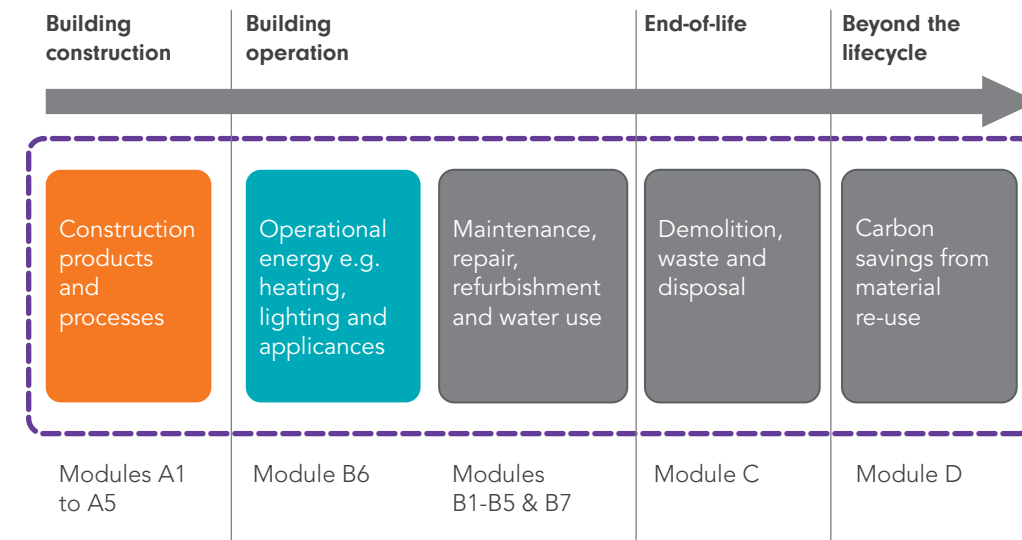 Building
construction
Building
operation
End-of-life
Beyond the
lifecycle
Construction
products
and
processes
Operational
energy e.g.
heating,
lighting and
applicances
Maintenance,
repair,
refurbishment
and water use
Demolition,
waste and
disposal
Carbon
savings from
material
re-use
Modules A1
to A5
Module B6
Modules
B1-B5 & B7
Module C
Module D